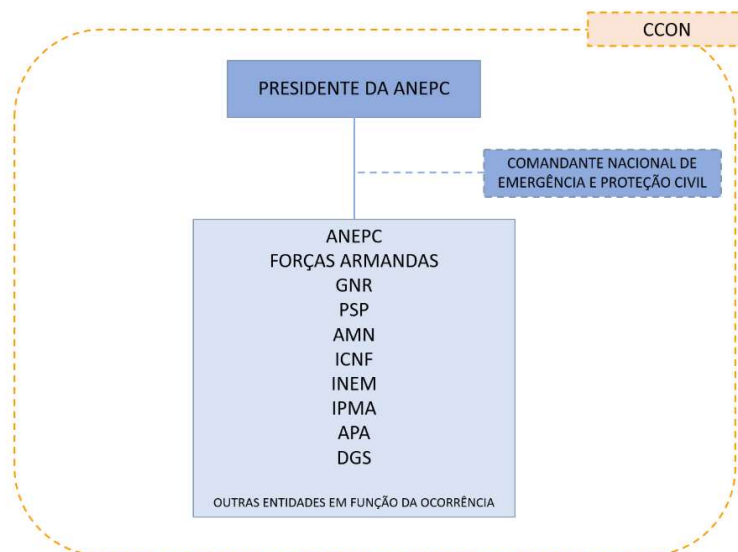 CCON
PRESIDENTE DA ANEPC
COMANDANTE NACIONAL DE
EMERGÊNCIA E PROTEÇÃO CIVIL
ANEPC
FORÇAS ARMANDAS
GNR
PSP
AMN
ICNF
INEM
IPMA
APA
DGS
OUTRAS ENTIDADES EM FUNÇÃO DA OCORRÊNCIA